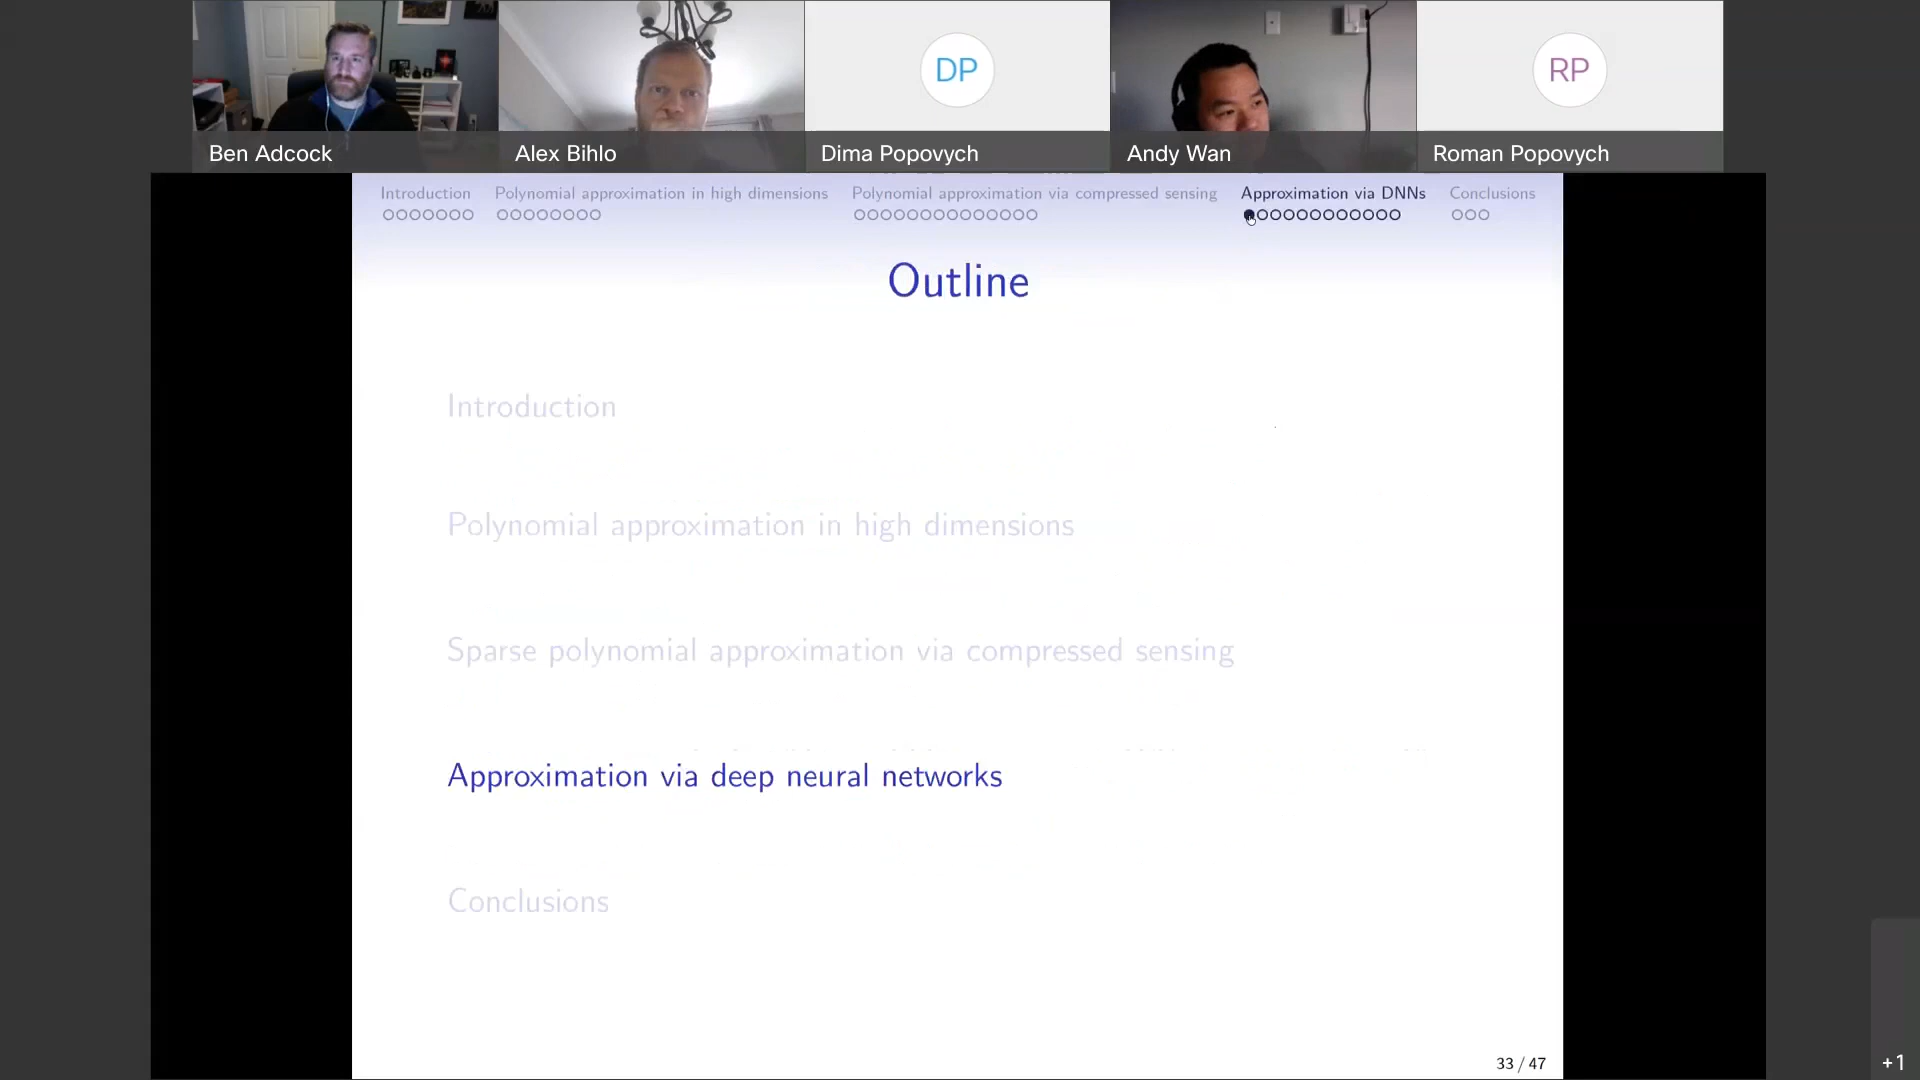 DP
RP
Ben Adcock
Alex Bihlo
Dima Popovych
Andy Wan
Roman Popovych
Introduction
Polynomial approximation in high dimensions
Polynomial approximation via compressed sensing
Approximation via DNNs
Conclusions
Outline
Introduction
Polynomial approximation in high dimensions
Sparse polynomial approximation via compressed sensing
Approximation via deep neural networks
Conclusions
33 / 47
+1